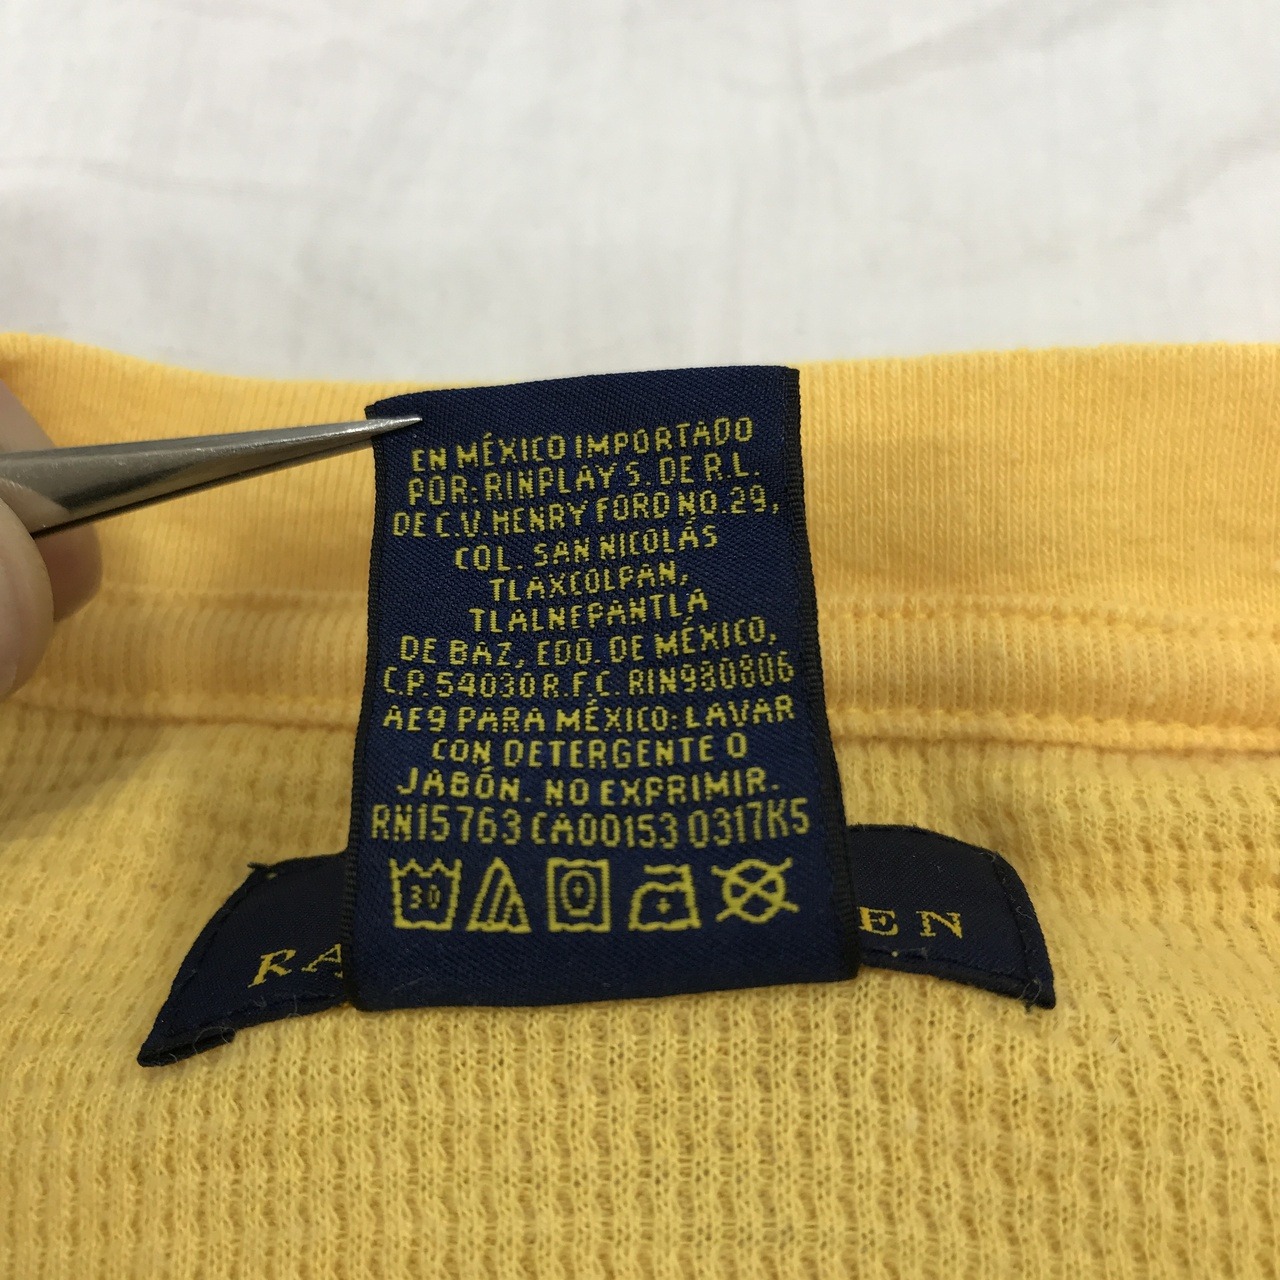 EN MÉXICO IMPORTADO
POR: RINPLAY S. DE R.L.
DE C.V. HENRY FORD NO. 29,
COL. SAN NICOLÁS
TLAXCOLPAN,
TLALNEPANTLA
DE BAZ, EDO. DE MÉXICO,
C.P. 54030 R.F.C. RIN980806
AE9 PARA MÉXICO: LAVAR
CON DETERGENTE O
JABÓN. NO EXPRIMIR.
RN15763 CA00153 0317K5
30